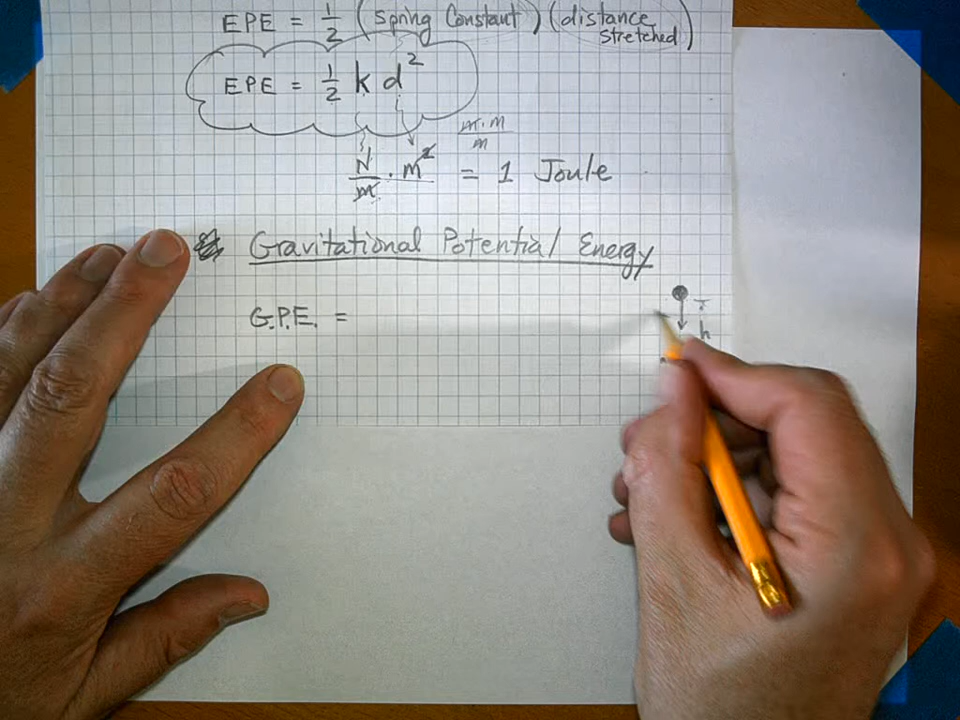 EPE = 1/2 (Spring Constant)(distance stretched)
EPE = 1/2 k d²
m·m/m
N/m · m² = 1 Joule
Gravitational Potential Energy
G.P.E. =
h